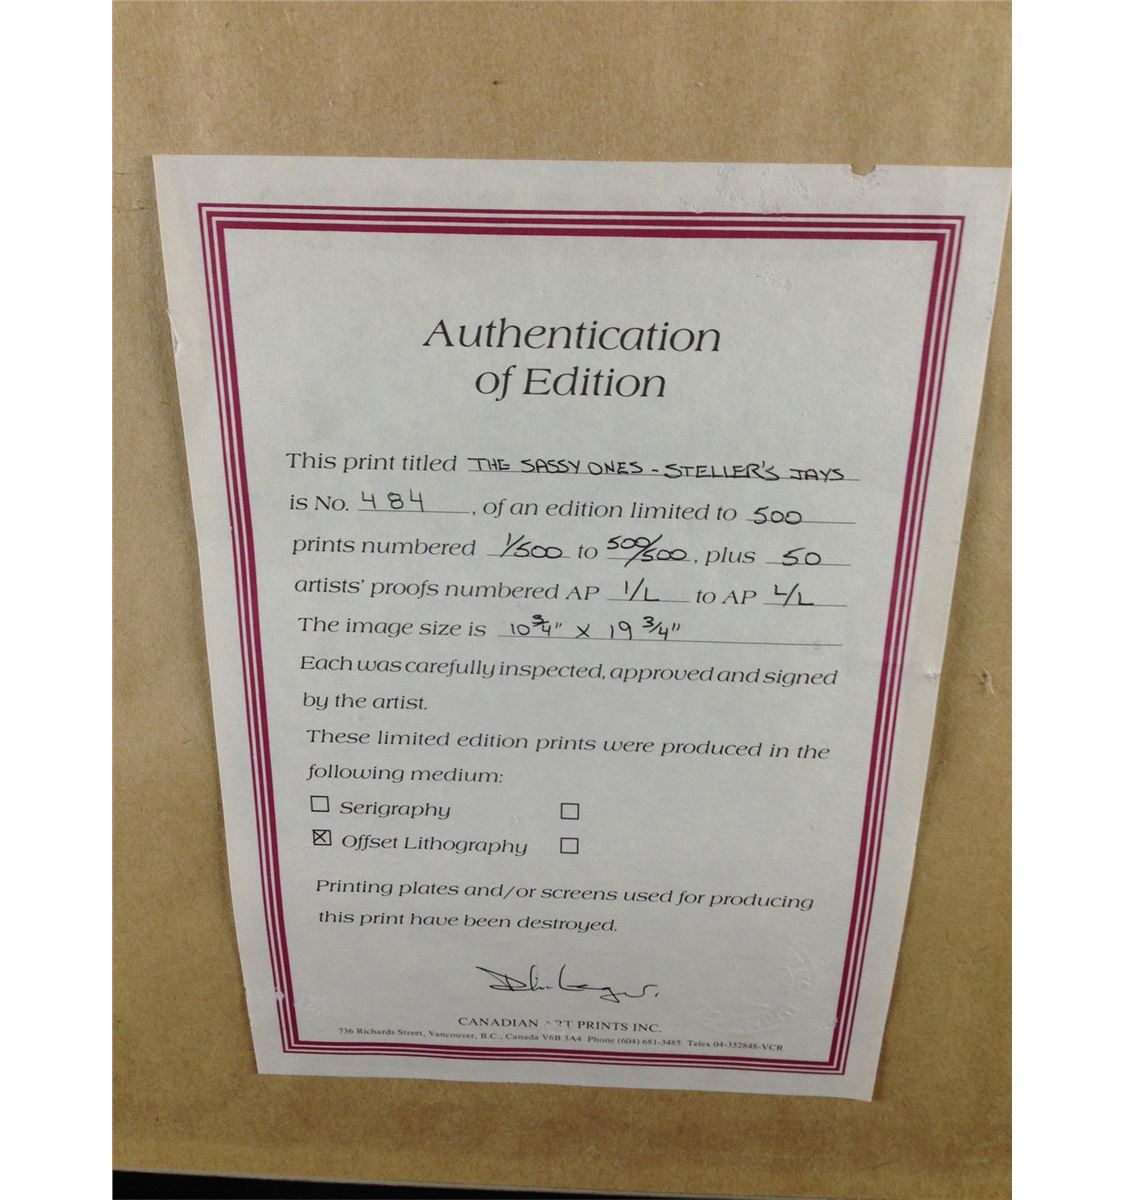 Authentication
of Edition
This print titled THE SASSY ONES - STELLER'S JAYS
is No. 484, of an edition limited to 500
prints numbered 1/500 to 500/500, plus 50
artists' proofs numbered AP 1/L to AP L/L
The image size is 10 3/4" X 19 3/4"
Each was carefully inspected, approved and signed
by the artist.
These limited edition prints were produced in the
following medium:
Serigraphy
Offset Lithography
Printing plates and/or screens used for producing
this print have been destroyed.
CANADIAN ART PRINTS INC.
736 Richards Street, Vancouver, B.C., Canada V6B 3A4 Phone (604) 681-3485 Telex 04-352848-VCR